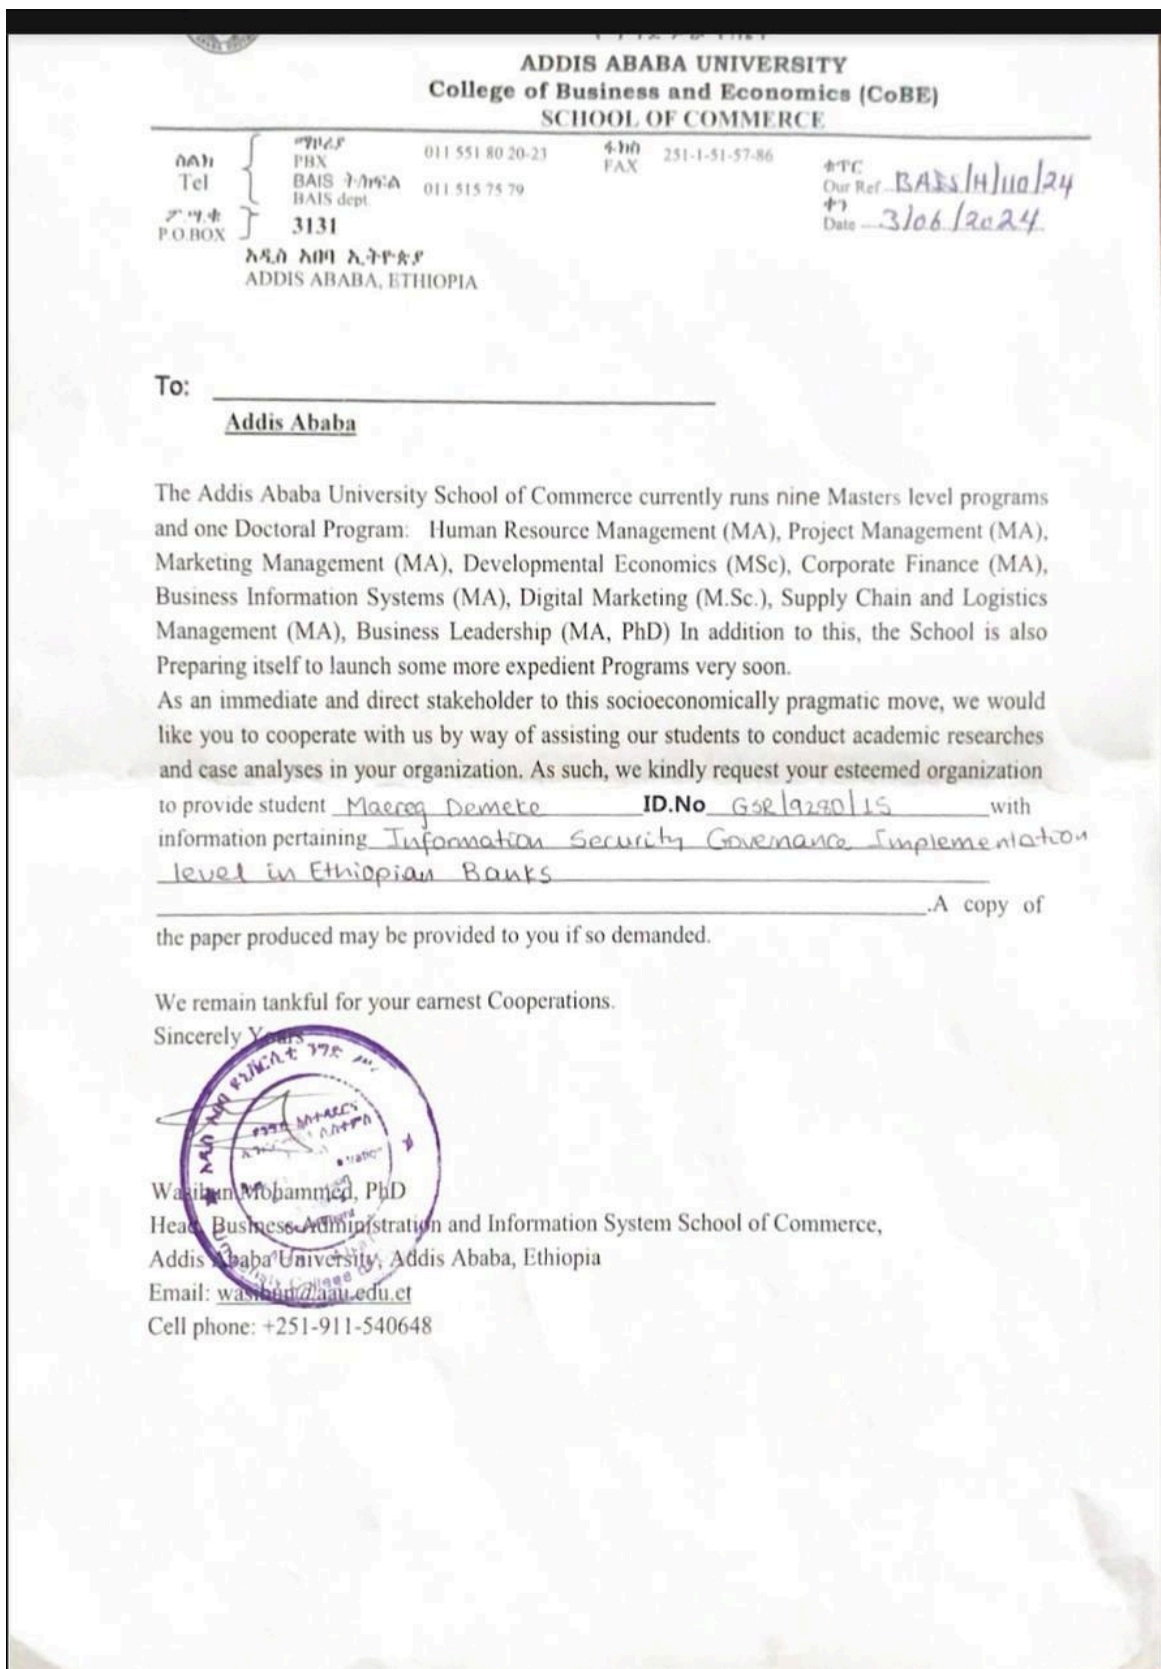 ADDIS ABABA UNIVERSITY
College of Business and Economics (CoBE)
SCHOOL OF COMMERCE
ስልክ
Tel
ማዞሪያ
PBX
011 551 80 20-23
BAIS ት/ክፍል
BAIS dept.
011 515 75 79
ፋክስ
FAX
251-1-51-57-86
ቁጥር
Our Ref BAIS/H/110/24
ቀን
Date 3/06/2024
ፖ.ሣ.ቁ
P.O.BOX
3131
አዲስ አበባ ኢትዮጵያ
ADDIS ABABA, ETHIOPIA
To:
Addis Ababa
The Addis Ababa University School of Commerce currently runs nine Masters level programs
and one Doctoral Program: Human Resource Management (MA), Project Management (MA),
Marketing Management (MA), Developmental Economics (MSc), Corporate Finance (MA),
Business Information Systems (MA), Digital Marketing (M.Sc.), Supply Chain and Logistics
Management (MA), Business Leadership (MA, PhD) In addition to this, the School is also
Preparing itself to launch some more expedient Programs very soon.
As an immediate and direct stakeholder to this socioeconomically pragmatic move, we would
like you to cooperate with us by way of assisting our students to conduct academic researches
and case analyses in your organization. As such, we kindly request your esteemed organization
to provide student Maereg Demeke ID.No GSR/9280/15 with
information pertaining Information Security Governance Implementation
level in Ethiopian Banks
.A copy of
the paper produced may be provided to you if so demanded.
We remain tankful for your earnest Cooperations.
Sincerely Yours
አዲስ አበባ ዩኒቨርሲቲ ንግድ
Wasihun Mohammed, PhD
Head, Business Administration and Information System School of Commerce,
Addis Ababa University, Addis Ababa, Ethiopia
Email: wasihun@aau.edu.et
Cell phone: +251-911-540648